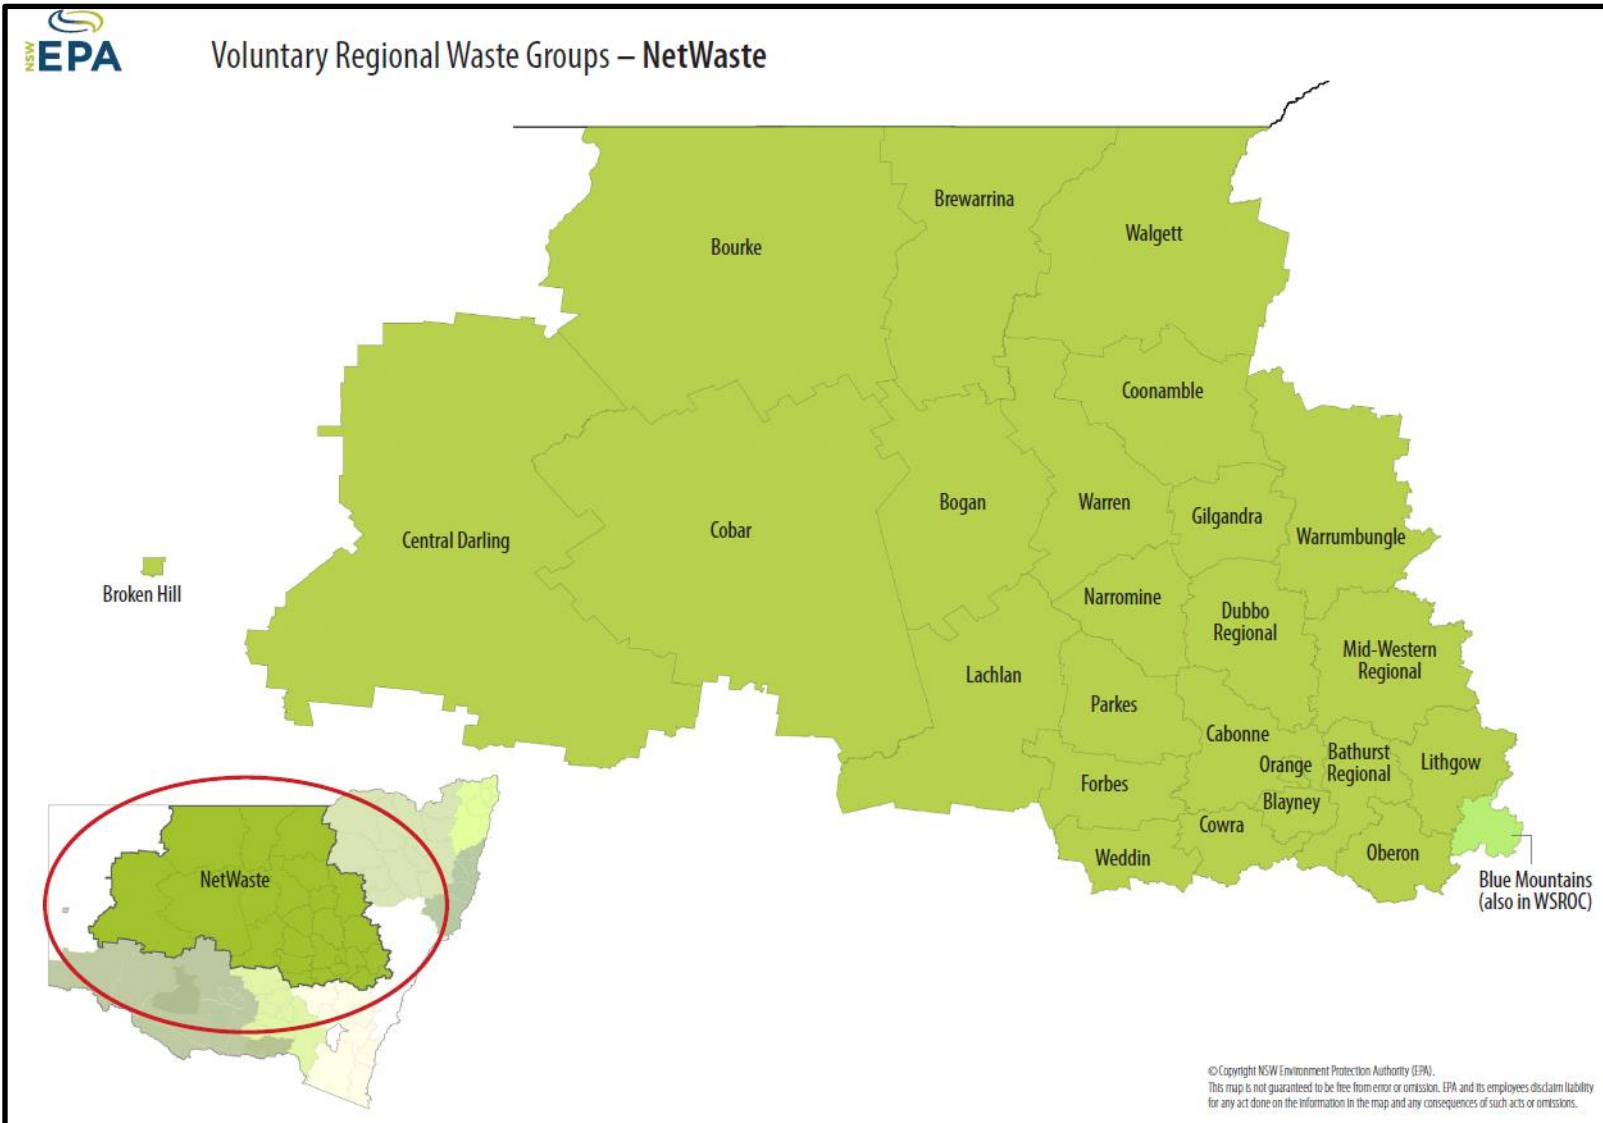 NSW
EPA
Voluntary Regional Waste Groups – NetWaste
Brewarrina
Walgett
Bourke
Coonamble
Bogan
Warren
Gilgandra
Cobar
Central Darling
Warrumbungle
Broken Hill
Narromine
Dubbo
Regional
Mid-Western
Regional
Lachlan
Parkes
Cabonne
Orange
Bathurst
Regional
Lithgow
Forbes
Blayney
Cowra
Weddin
Oberon
NetWaste
Blue Mountains
(also in WSROC)
© Copyright NSW Environment Protection Authority (EPA).
This map is not guaranteed to be free from error or omission. EPA and its employees disclaim liability
for any act done on the information in the map and any consequences of such acts or omissions.